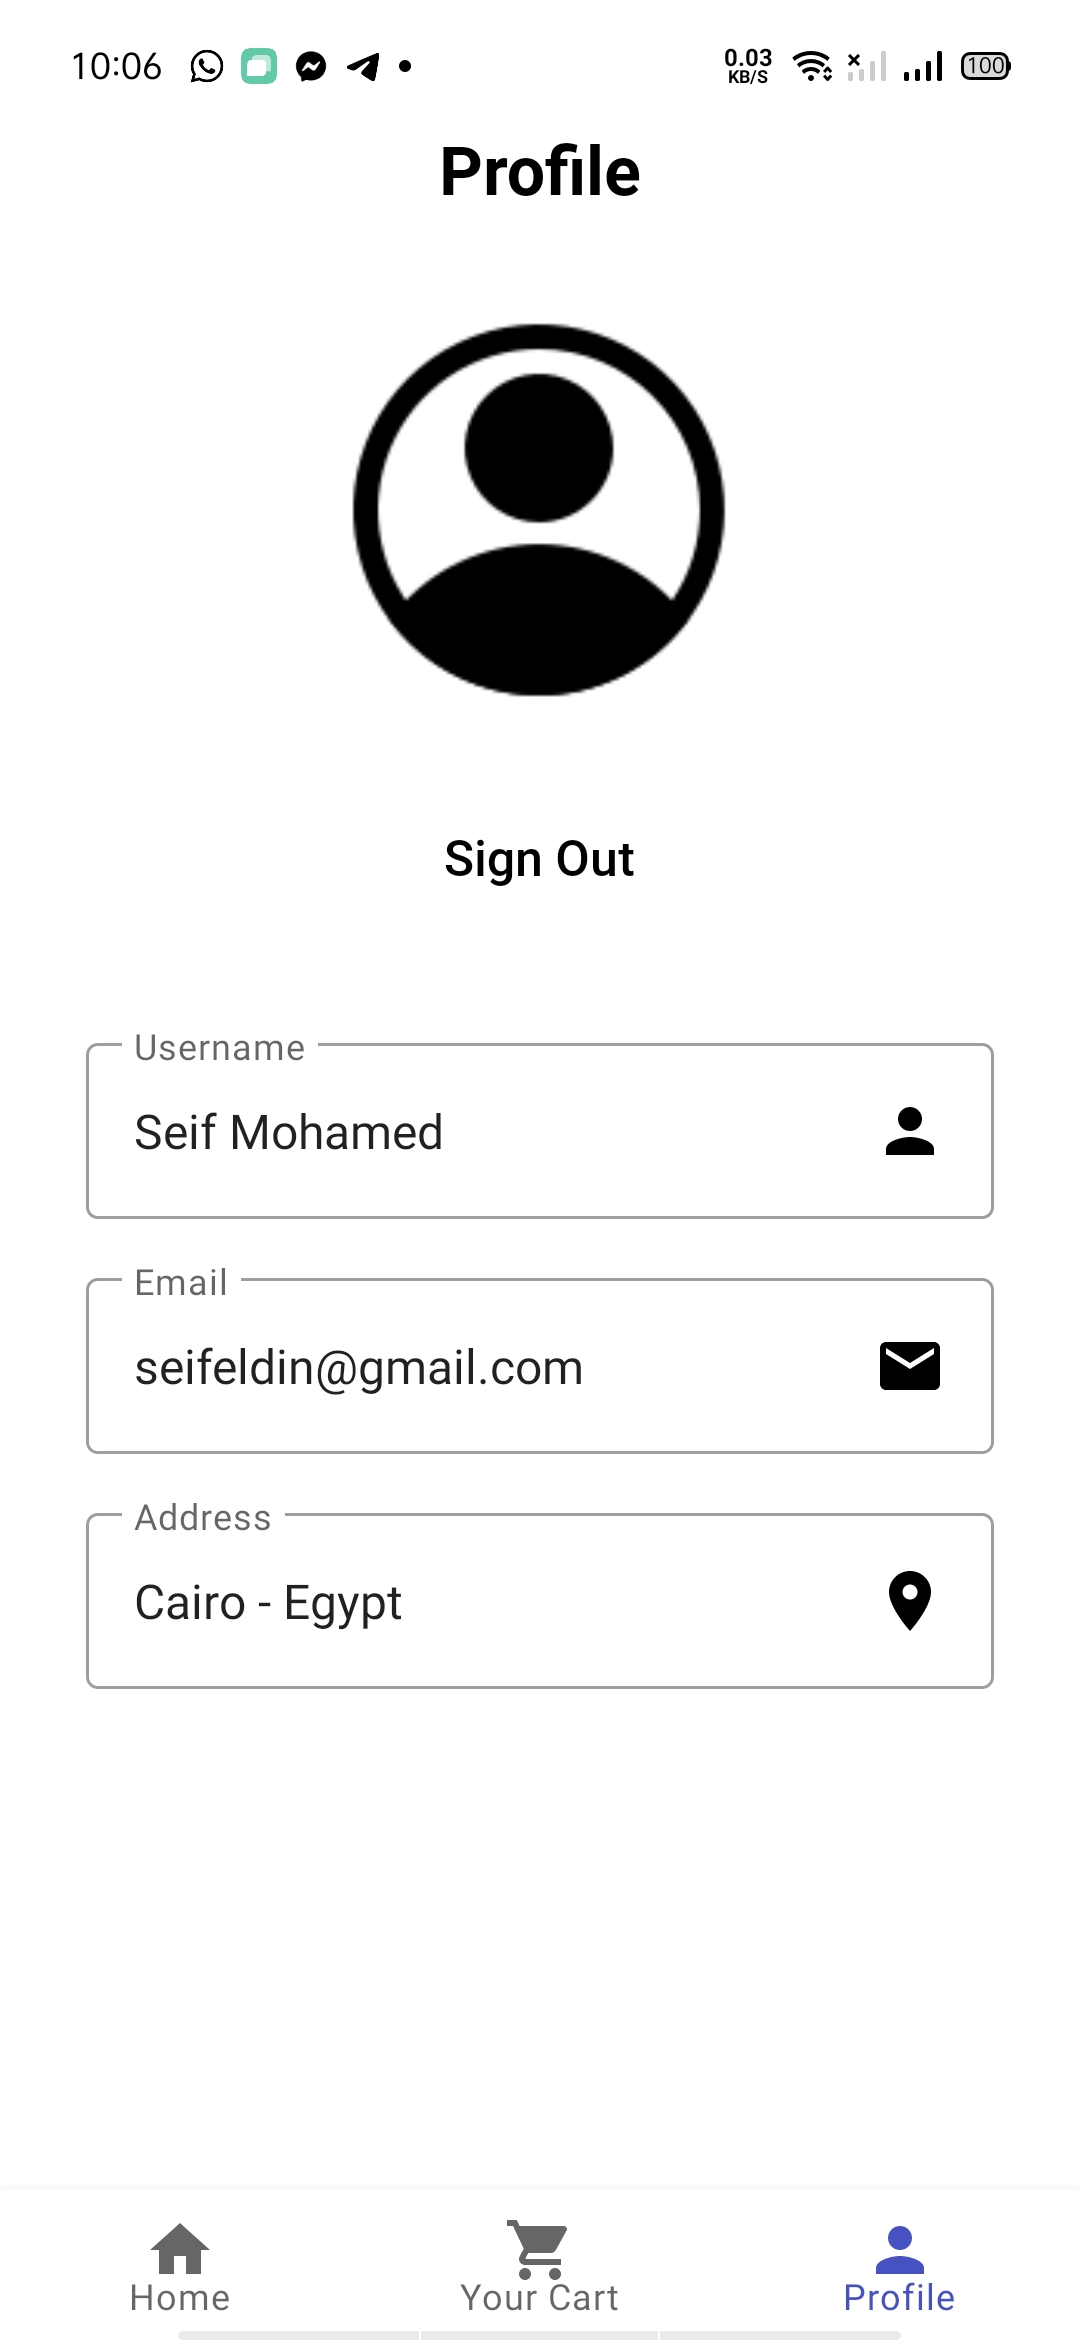 10:06 0.03 KB/S 100
Profile
Sign Out
Username
Seif Mohamed
Email
seifeldin@gmail.com
Address
Cairo - Egypt
Home Your Cart Profile